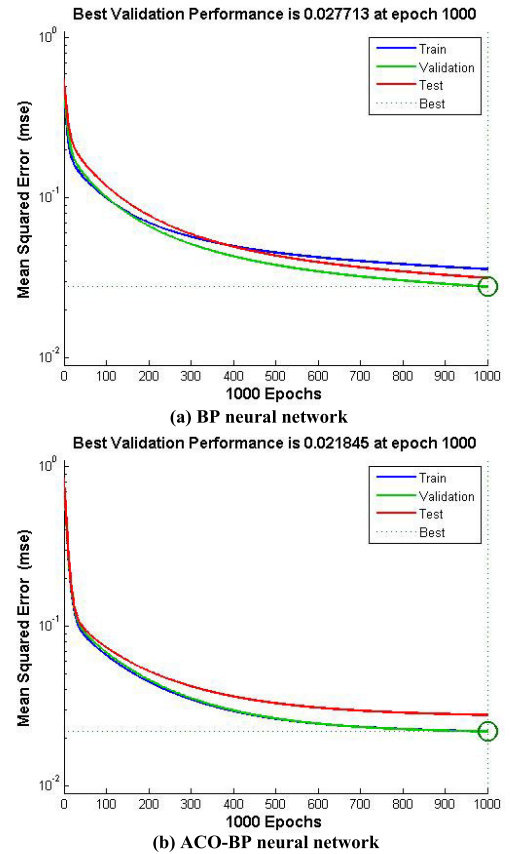 Best Validation Performance is 0.027713 at epoch 1000
Mean Squared Error (mse)
10^0
10^-1
10^-2
Train
Validation
Test
Best
0 100 200 300 400 500 600 700 800 900 1000
1000 Epochs
(a) BP neural network
Best Validation Performance is 0.021845 at epoch 1000
Mean Squared Error (mse)
10^0
10^-1
10^-2
Train
Validation
Test
Best
0 100 200 300 400 500 600 700 800 900 1000
1000 Epochs
(b) ACO-BP neural network